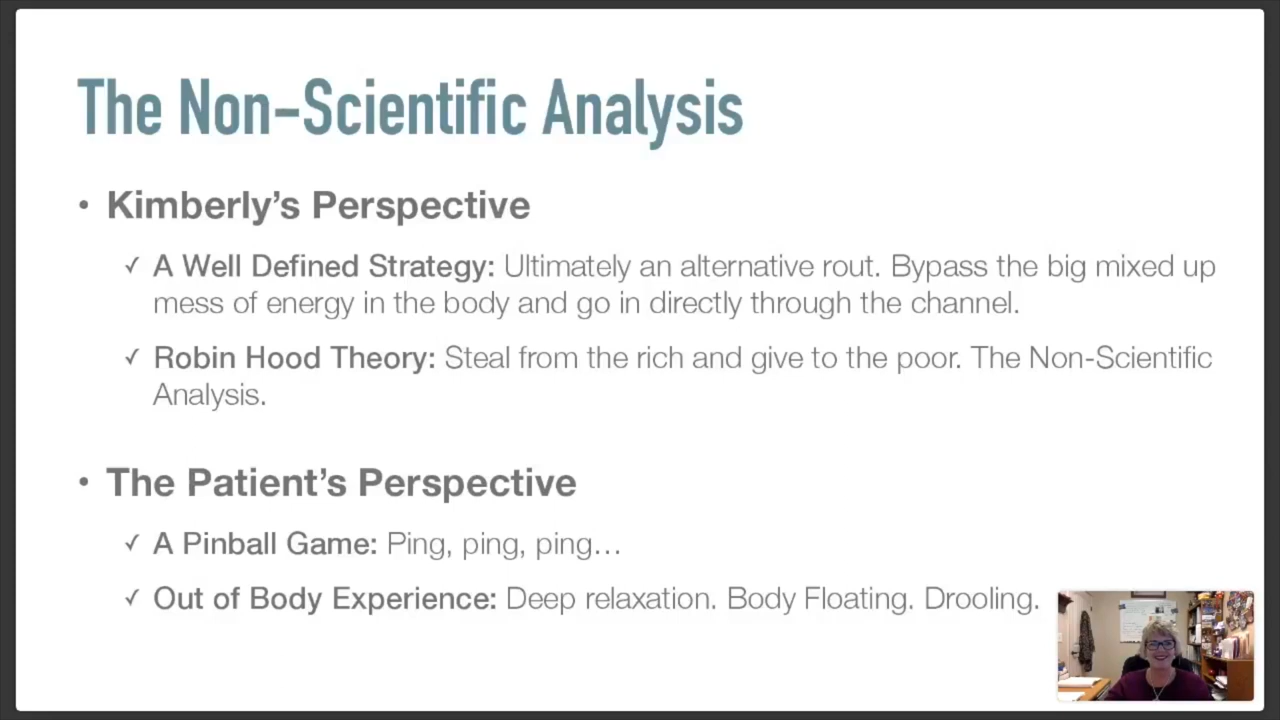 The Non-Scientific Analysis
• Kimberly's Perspective
✓ A Well Defined Strategy: Ultimately an alternative rout. Bypass the big mixed up
mess of energy in the body and go in directly through the channel.
✓ Robin Hood Theory: Steal from the rich and give to the poor. The Non-Scientific
Analysis.
• The Patient's Perspective
✓ A Pinball Game: Ping, ping, ping…
✓ Out of Body Experience: Deep relaxation. Body Floating. Drooling.